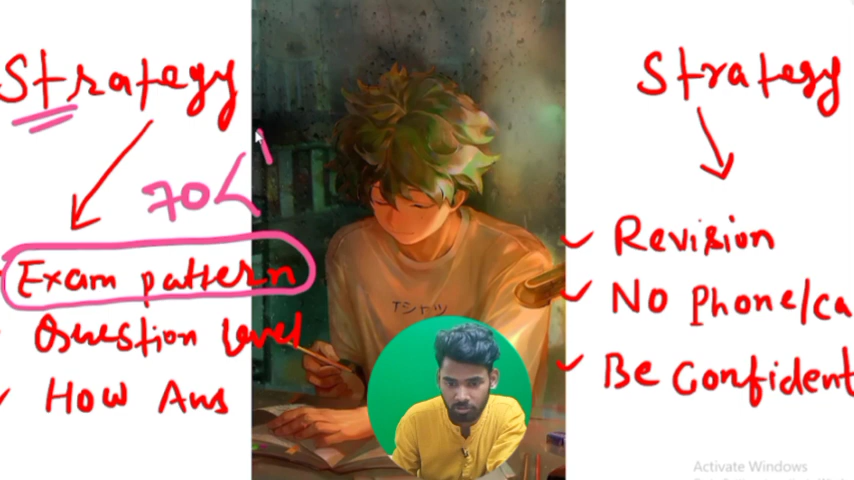 Strategy
70<
Exam pattern
Question level
How Ans
Tシャツ
Strategy
Revision
No Phone/ca
Be Confident
Activate Windows